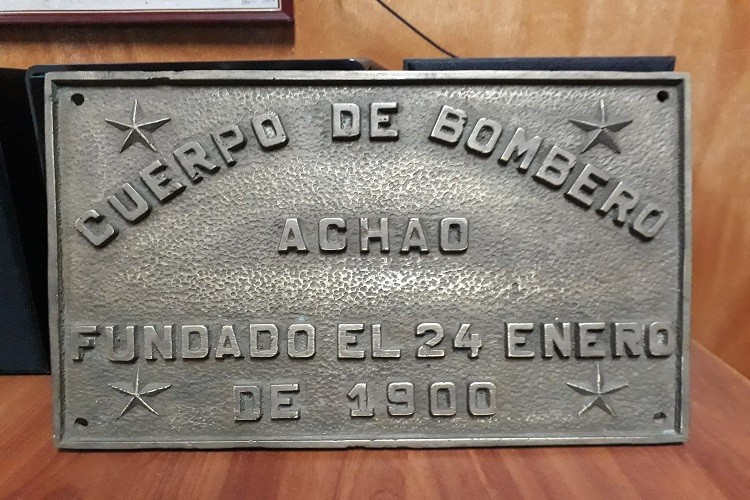 CUERPO DE BOMBERO
ACHAO
FUNDADO EL 24 ENERO
DE 1900